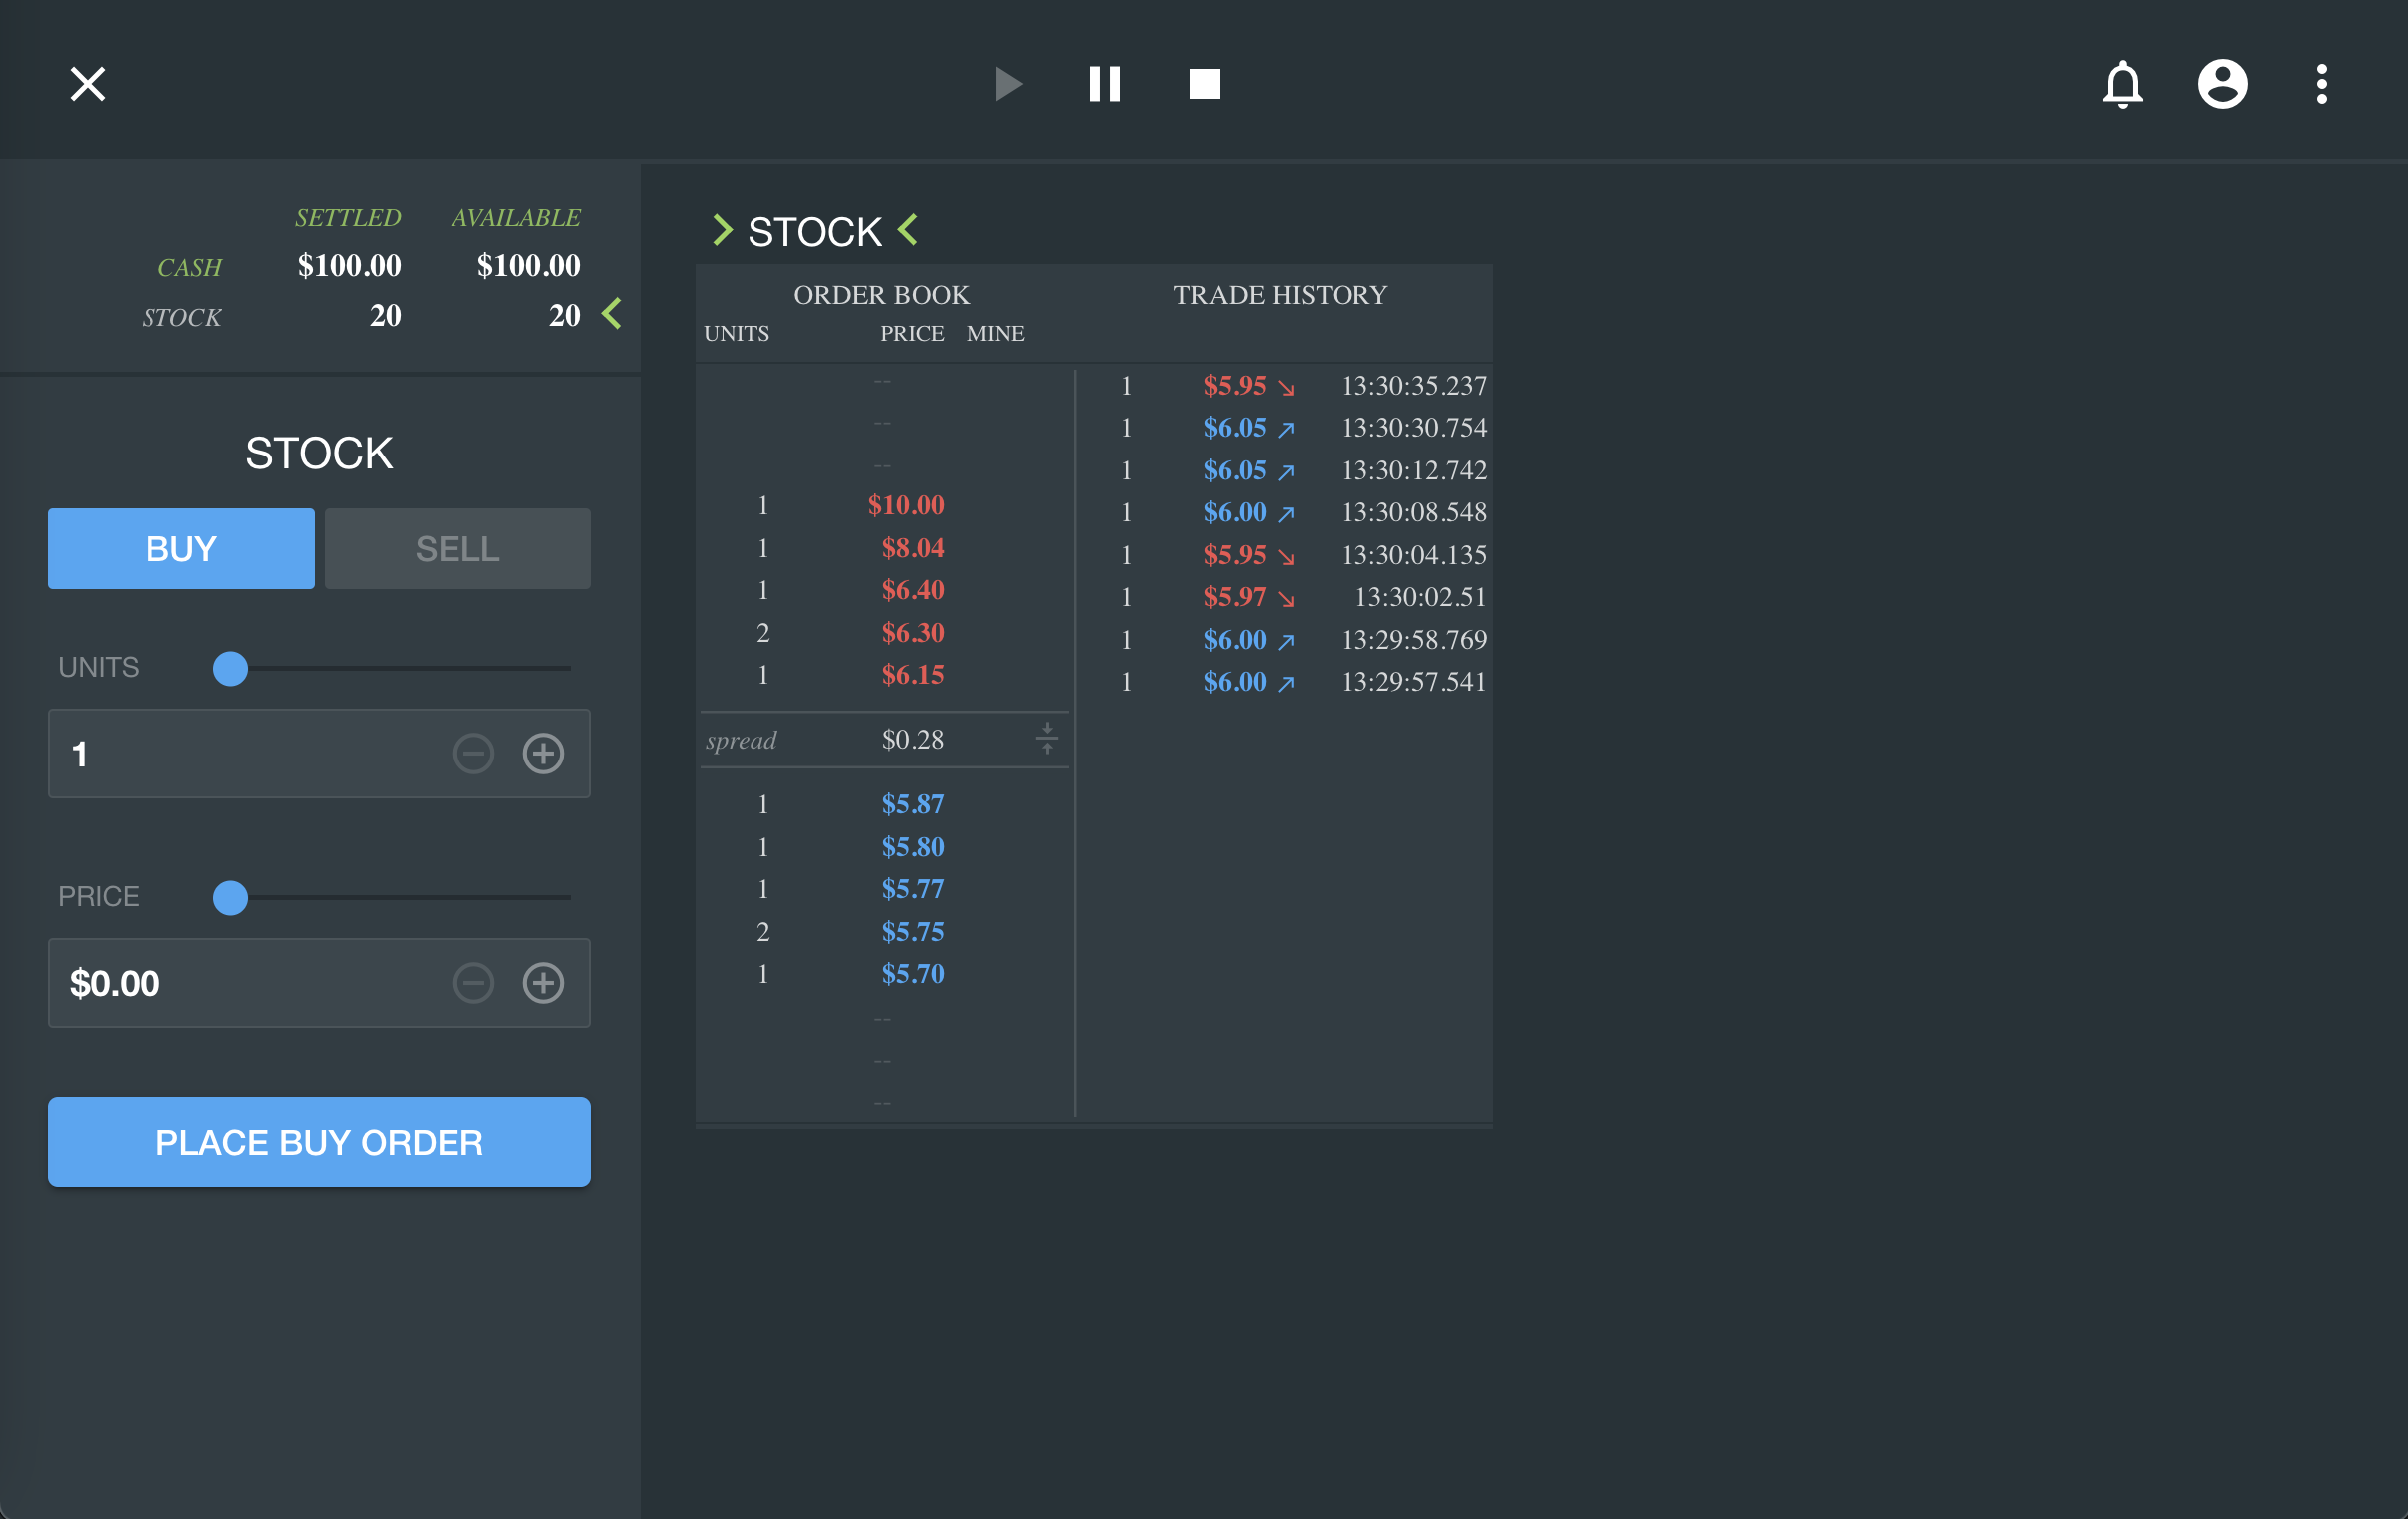 SETTLED AVAILABLE
CASH $100.00 $100.00
STOCK 20 20
STOCK
BUY SELL
UNITS
1
PRICE
$0.00
PLACE BUY ORDER
STOCK
ORDER BOOK
UNITS PRICE MINE
--
--
--
1 $10.00
1 $8.04
1 $6.40
2 $6.30
1 $6.15
spread $0.28
1 $5.87
1 $5.80
1 $5.77
2 $5.75
1 $5.70
--
--
--
TRADE HISTORY
1 $5.95 ↘ 13:30:35.237
1 $6.05 ↗ 13:30:30.754
1 $6.05 ↗ 13:30:12.742
1 $6.00 ↗ 13:30:08.548
1 $5.95 ↘ 13:30:04.135
1 $5.97 ↘ 13:30:02.51
1 $6.00 ↗ 13:29:58.769
1 $6.00 ↗ 13:29:57.541